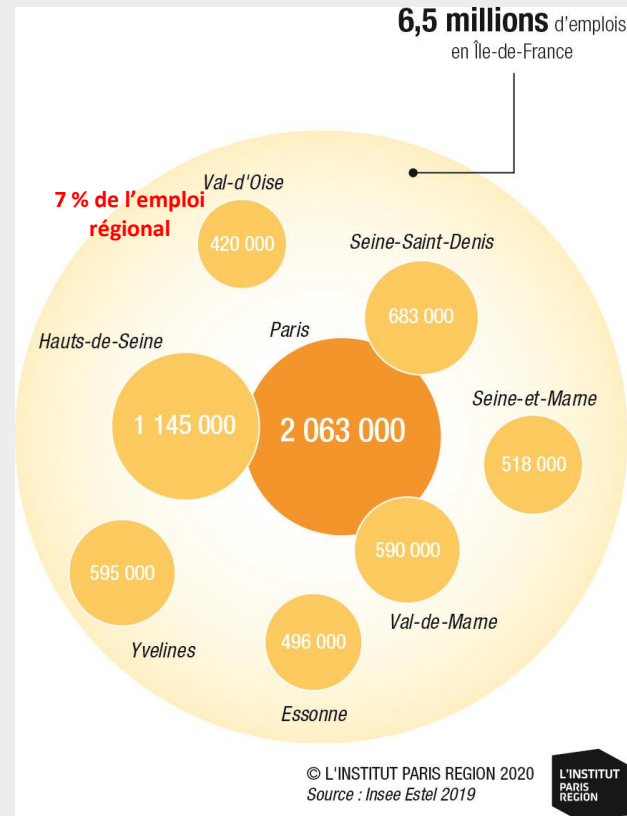 6,5 millions d'emplois
en Île-de-France
Val-d'Oise
7 % de l'emploi
régional
420 000
Seine-Saint-Denis
683 000
Paris
Hauts-de-Seine
1 145 000
2 063 000
Seine-et-Mame
518 000
590 000
595 000
Val-de-Mame
Yvelines
496 000
Essonne
© L'INSTITUT PARIS REGION 2020
Source : Insee Estel 2019
L'INSTITUT
PARIS
REGION